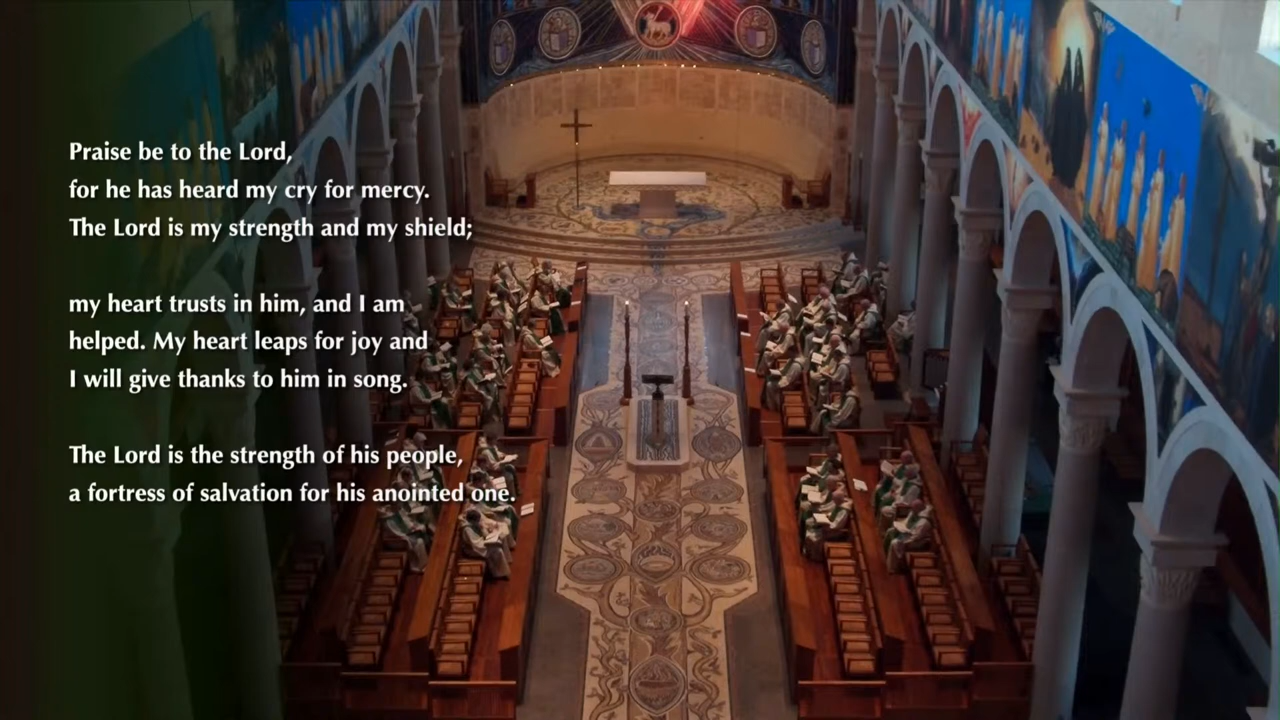 Praise be to the Lord,
for he has heard my cry for mercy.
The Lord is my strength and my shield;
my heart trusts in him, and I am
helped. My heart leaps for joy and
I will give thanks to him in song.
The Lord is the strength of his people,
a fortress of salvation for his anointed one.